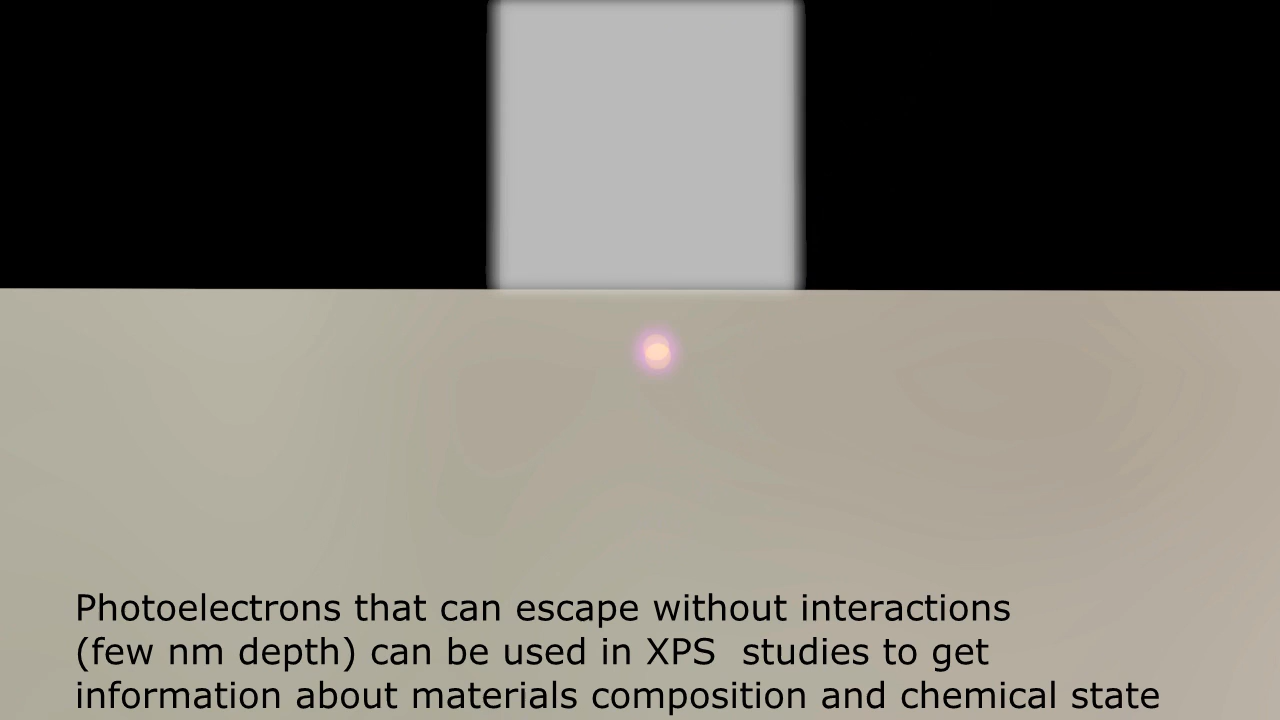 Photoelectrons that can escape without interactions
(few nm depth) can be used in XPS  studies to get
information about materials composition and chemical state